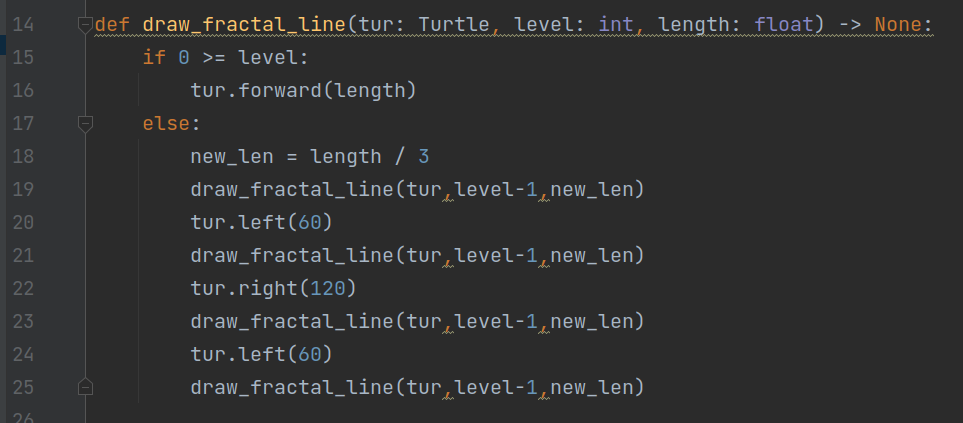 14 def draw_fractal_line(tur: Turtle, level: int, length: float) -> None:
15     if 0 >= level:
16         tur.forward(length)
17     else:
18         new_len = length / 3
19         draw_fractal_line(tur,level-1,new_len)
20         tur.left(60)
21         draw_fractal_line(tur,level-1,new_len)
22         tur.right(120)
23         draw_fractal_line(tur,level-1,new_len)
24         tur.left(60)
25         draw_fractal_line(tur,level-1,new_len)
26